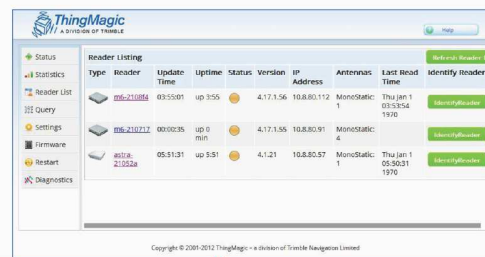 ThingMagic
A DIVISION OF TRIMBLE
Help
Status
Statistics
Reader List
Query
Settings
Firmware
Restart
Diagnostics
Reader Listing
Refresh Reader
Type Reader Update Time Uptime Status Version IP Address Antennas Last Read Time Identify Reader
m6-2108f4 03:55:01 up 3:55 4.17.1.56 10.8.80.112 MonoStatic: 1 Thu Jan 1 03:53:54 1970 IdentifyReader
m6-210717 00:00:35 up 0 min 4.17.1.55 10.8.80.91 MonoStatic: 4 IdentifyReader
astra-21052a 05:51:31 up 5:51 4.1.21 10.8.80.57 MonoStatic: 1 Thu Jan 1 05:50:31 1970 IdentifyReader
Copyright © 2001-2012 ThingMagic - a division of Trimble Navigation Limited